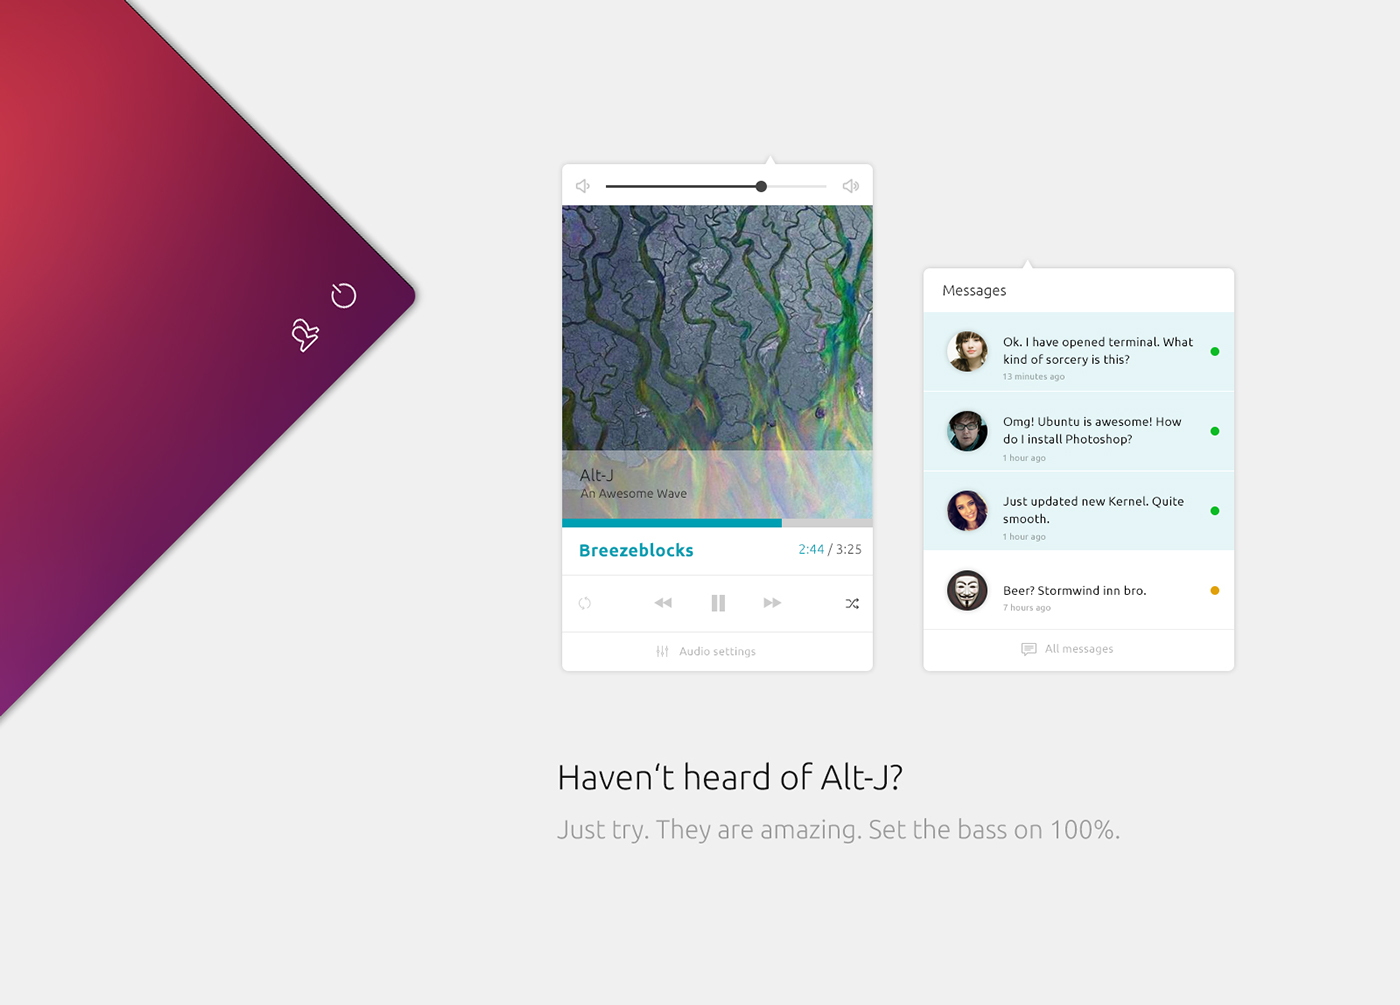 Alt-J
An Awesome Wave
Breezeblocks
2:44 / 3:25
Audio settings
Messages
Ok. I have opened terminal. What
kind of sorcery is this?
13 minutes ago
Omg! Ubuntu is awesome! How
do I install Photoshop?
1 hour ago
Just updated new Kernel. Quite
smooth.
1 hour ago
Beer? Stormwind inn bro.
7 hours ago
All messages
Haven‘t heard of Alt-J?
Just try. They are amazing. Set the bass on 100%.